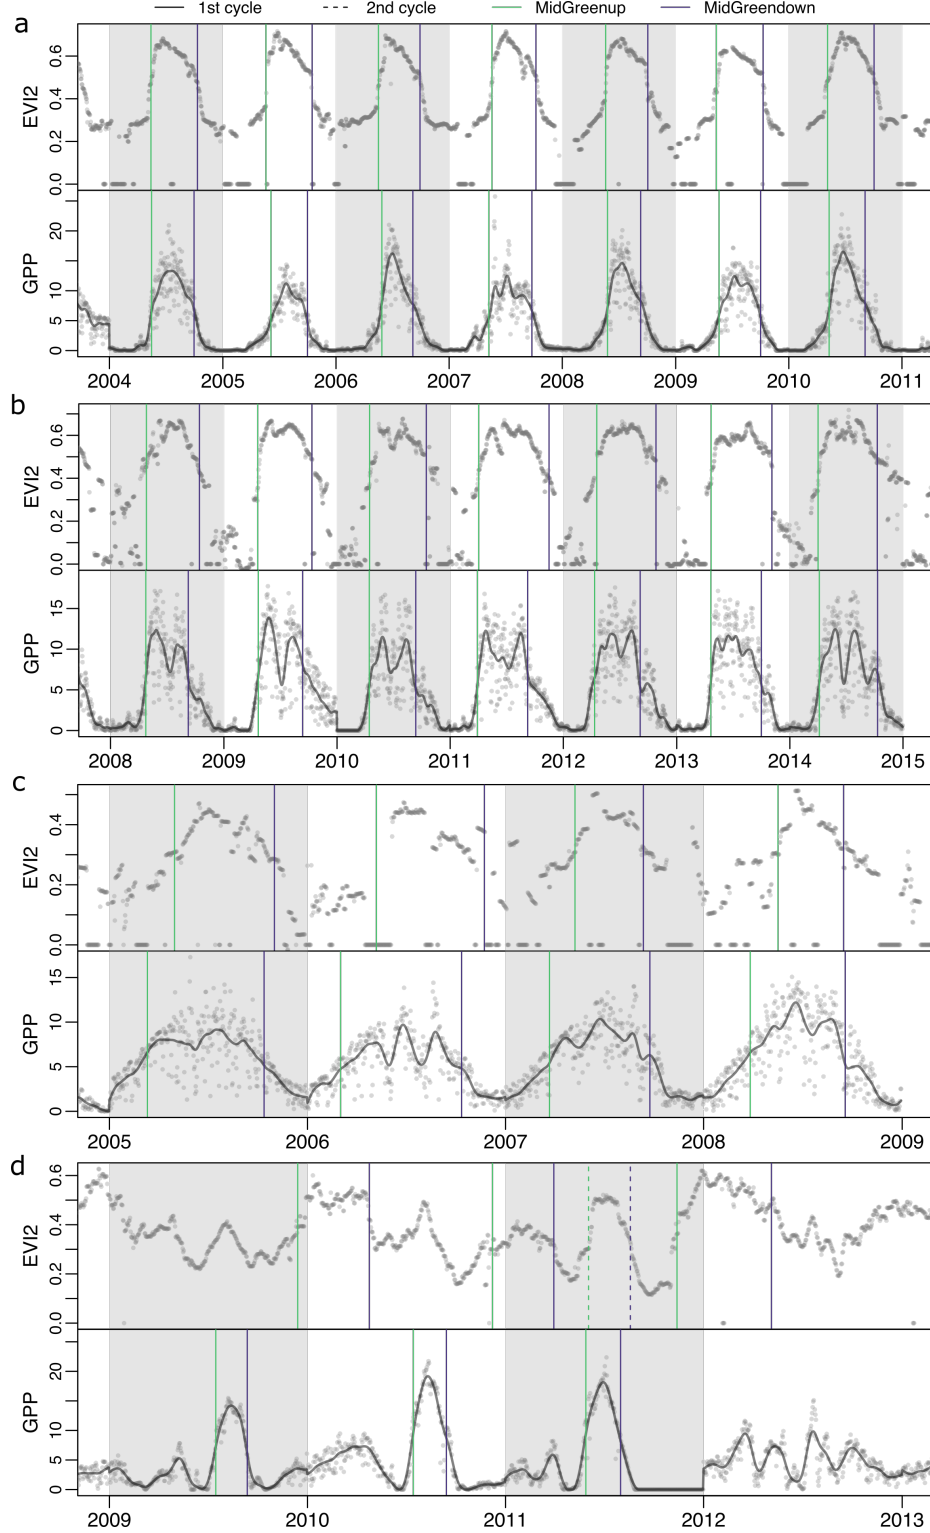 1st cycle 2nd cycle MidGreenup MidGreendown
a
EVI2
0.0 0.2 0.4 0.6
GPP
0 5 10 20
2004 2005 2006 2007 2008 2009 2010 2011
b
EVI2
0.0 0.2 0.4 0.6
GPP
0 5 10 15
2008 2009 2010 2011 2012 2013 2014 2015
c
EVI2
0.0 0.2 0.4
GPP
0 5 10 15
2005 2006 2007 2008 2009
d
EVI2
0.0 0.2 0.4 0.6
GPP
0 5 10 20
2009 2010 2011 2012 2013